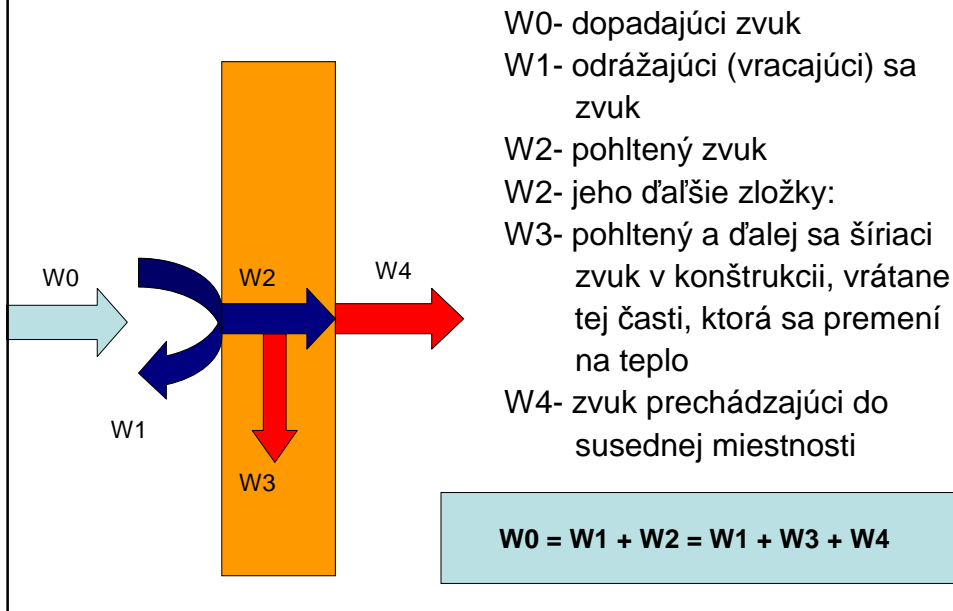 W0- dopadajúci zvuk
W1- odrážajúci (vracajúci) sa
zvuk
W2- pohltený zvuk
W2- jeho ďaľšie zložky:
W3- pohltený a ďalej sa šíriaci
zvuk v konštrukcii, vrátane
tej časti, ktorá sa premení
na teplo
W4- zvuk prechádzajúci do
susednej miestnosti
W0
W2
W4
W1
W3
W0 = W1 + W2 = W1 + W3 + W4